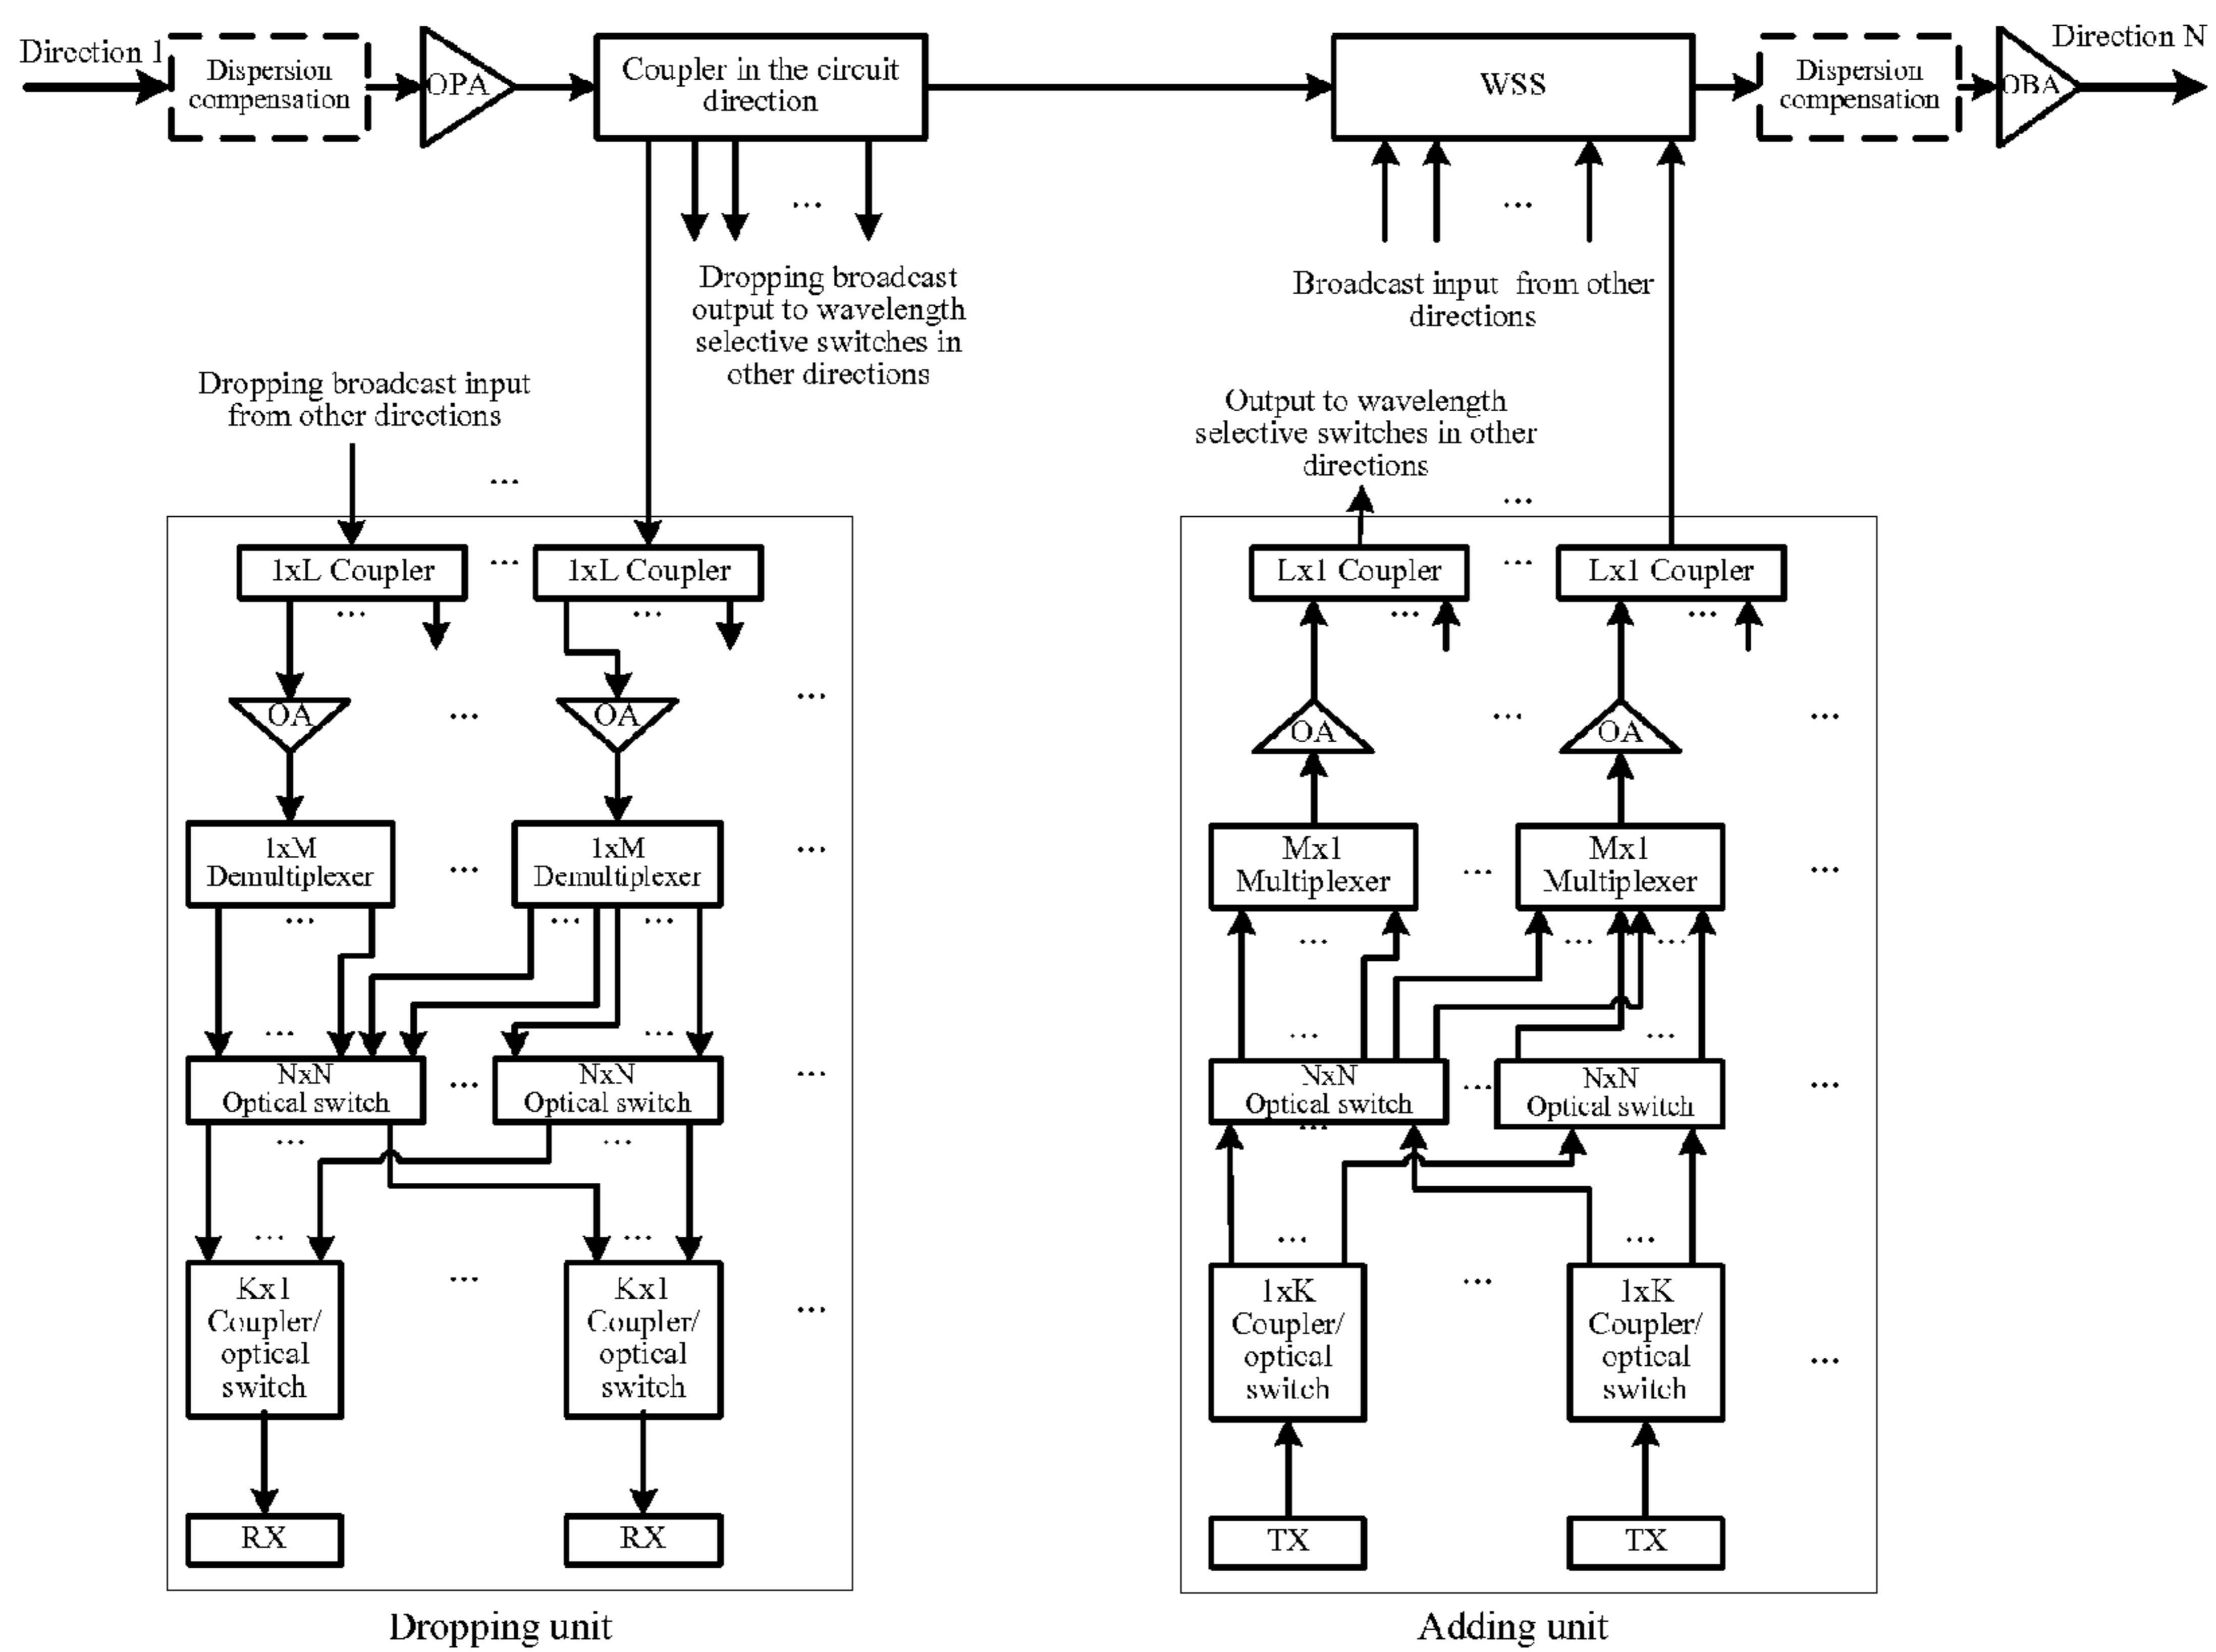 Direction 1
Dispersion
compensation
OPA
Coupler in the circuit
direction
WSS
Dispersion
compensation
OBA
Direction N
...
...
Dropping broadcast
output to wavelength
selective switches in
other directions
Broadcast input from other
directions
Dropping broadcast input
from other directions
...
Output to wavelength
selective switches in other
directions
...
1xL Coupler
...
1xL Coupler
...
...
OA
...
OA
...
1xM
Demultiplexer
...
1xM
Demultiplexer
...
...
...
...
...
...
NxN
Optical switch
...
NxN
Optical switch
...
...
...
...
...
Kx1
Coupler/
optical
switch
...
Kx1
Coupler/
optical
switch
...
RX
RX
Dropping unit
Lx1 Coupler
...
Lx1 Coupler
...
...
OA
...
OA
...
Mx1
Multiplexer
...
Mx1
Multiplexer
...
...
...
...
...
...
NxN
Optical switch
...
...
NxN
Optical switch
...
...
...
1xK
Coupler/
optical
switch
...
1xK
Coupler/
optical
switch
...
TX
TX
Adding unit